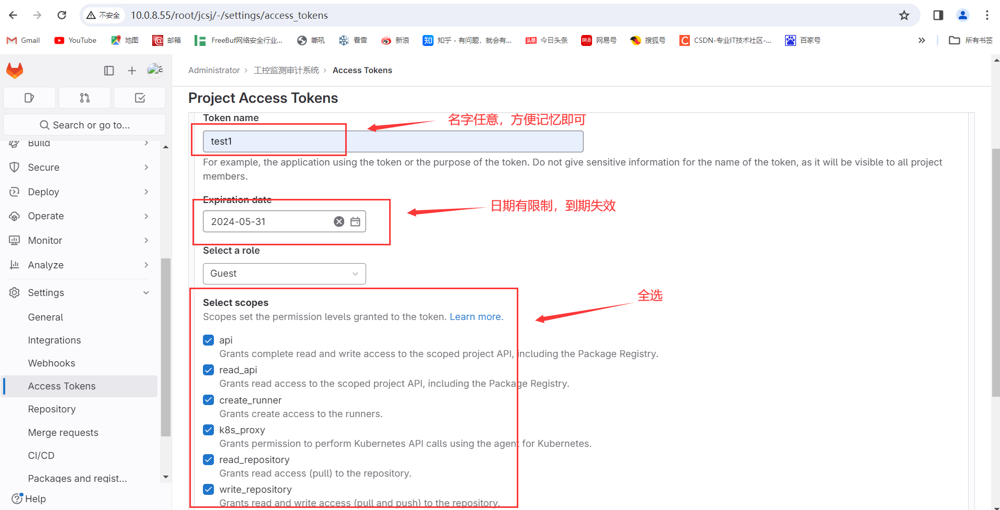 不安全
10.0.8.55/root/jcsj/-/settings/access_tokens
Gmail
YouTube
地图
邮箱
FreeBuf网络安全行业...
嘶吼
看雪
新浪
知乎 - 有问题，就会有...
今日头条
网易号
搜狐号
CSDN-专业IT技术社区-...
百家号
所有书签
Administrator
工控监测审计系统
Access Tokens
Project Access Tokens
Search or go to...
Build
Secure
Deploy
Operate
Monitor
Analyze
Settings
General
Integrations
Webhooks
Access Tokens
Repository
Merge requests
CI/CD
Packages and regist...
Help
Token name
名字任意，方便记忆即可
test1
For example, the application using the token or the purpose of the token. Do not give sensitive information for the name of the token, as it will be visible to all project
members.
Expiration date
日期有限制，到期失效
2024-05-31
Select a role
Guest
全选
Select scopes
Scopes set the permission levels granted to the token. Learn more.
api
Grants complete read and write access to the scoped project API, including the Package Registry.
read_api
Grants read access to the scoped project API, including the Package Registry.
create_runner
Grants create access to the runners.
k8s_proxy
Grants permission to perform Kubernetes API calls using the agent for Kubernetes.
read_repository
Grants read access (pull) to the repository.
write_repository
Grants read and write access (pull and push) to the repository.